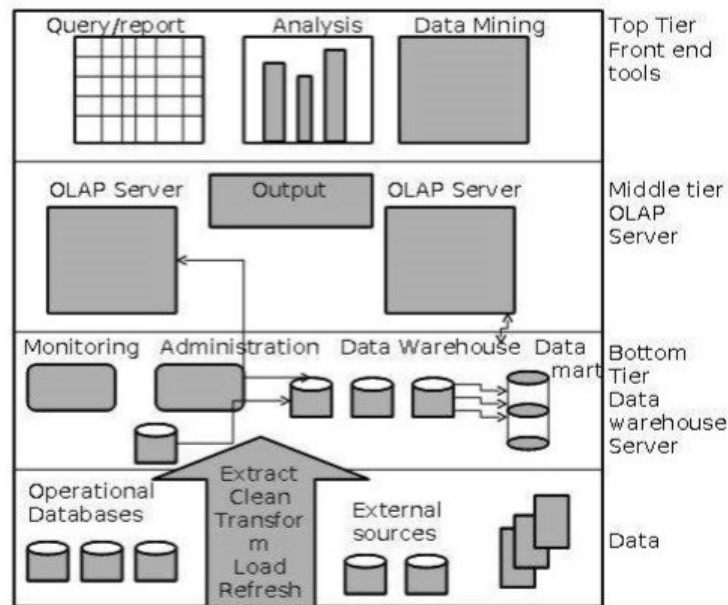 Query/report
Analysis
Data Mining
Top Tier
Front end
tools
OLAP Server
Output
OLAP Server
Middle tier
OLAP
Server
Monitoring
Administration
Data Warehouse
Data
mart
Bottom
Tier
Data
warehouse
Server
Operational
Databases
Extract
Clean
Transfor
m
Load
Refresh
External
sources
Data